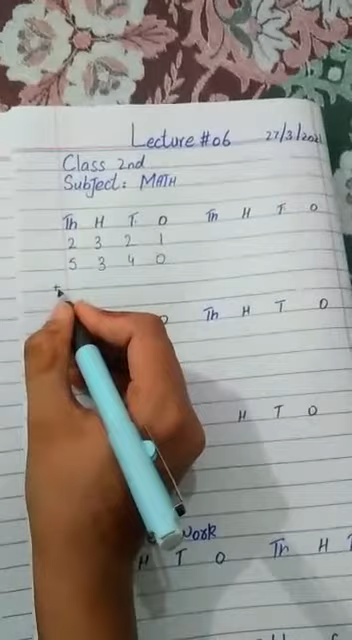 Lecture #06 27/3/2021
Class 2nd
Subject: MATH
Th H T O Th H T O
2 3 2 1
5 3 4 0
+
O Th H T O
H T O
Work
H T O Th H T